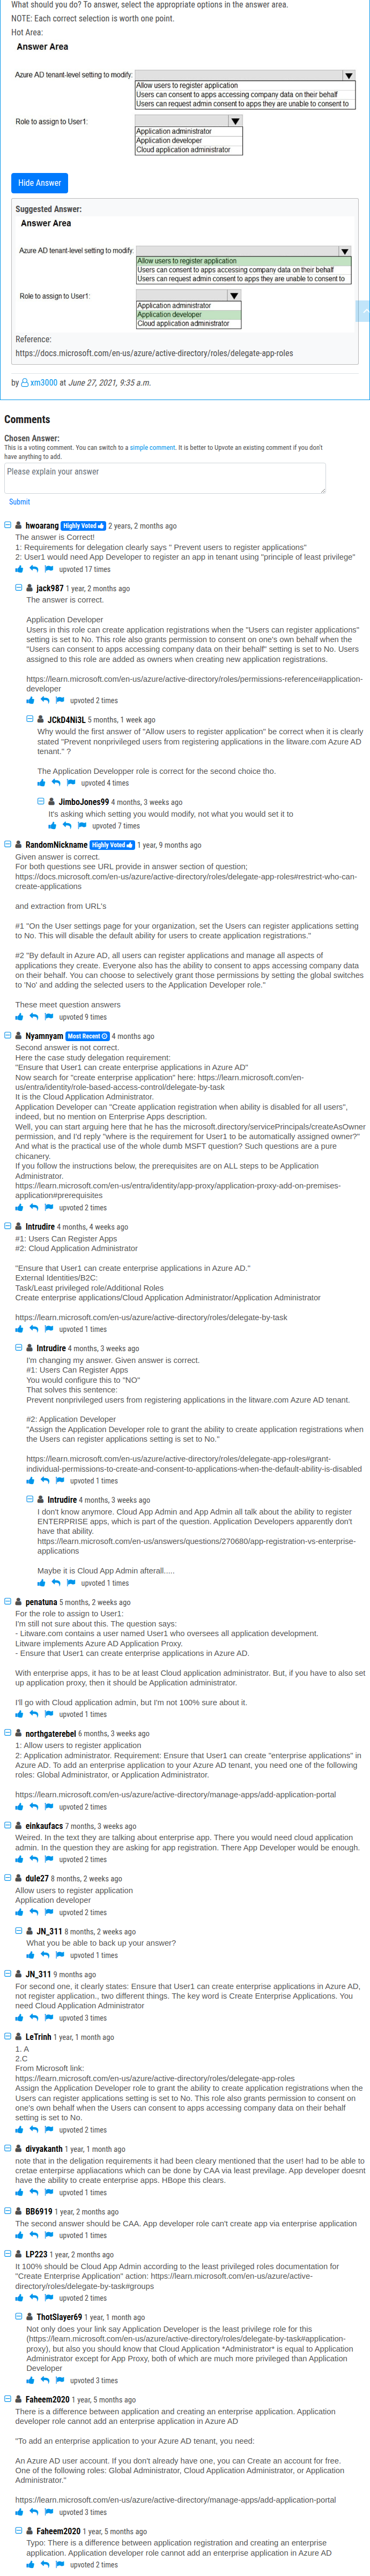 What should you do? To answer, select the appropriate options in the answer area.
NOTE: Each correct selection is worth one point.
Hot Area:
Answer Area
Azure AD tenant-level setting to modify:
Allow users to register application
Users can consent to apps accessing company data on their behalf
Users can request admin consent to apps they are unable to consent to
Role to assign to User1:
Application administrator
Application developer
Cloud application administrator
Hide Answer
Suggested Answer:
Answer Area
Azure AD tenant-level setting to modify:
Allow users to register application
Users can consent to apps accessing company data on their behalf
Users can request admin consent to apps they are unable to consent to
Role to assign to User1:
Application administrator
Application developer
Cloud application administrator
Reference:
https://docs.microsoft.com/en-us/azure/active-directory/roles/delegate-app-roles
by xm3000 at June 27, 2021, 9:35 a.m.
Comments
Chosen Answer:
This is a voting comment. You can switch to a simple comment. It is better to Upvote an existing comment if you don't
have anything to add.
Please explain your answer
Submit
hwoarang Highly Voted 2 years, 2 months ago
The answer is Correct!
1: Requirements for delegation clearly says " Prevent users to register applications"
2: User1 would need App Developer to register an app in tenant using "principle of least privilege"
upvoted 17 times
jack987 1 year, 2 months ago
The answer is correct.
Application Developer
Users in this role can create application registrations when the "Users can register applications"
setting is set to No. This role also grants permission to consent on one's own behalf when the
"Users can consent to apps accessing company data on their behalf" setting is set to No. Users
assigned to this role are added as owners when creating new application registrations.
https://learn.microsoft.com/en-us/azure/active-directory/roles/permissions-reference#application-
developer
upvoted 2 times
JCkD4Ni3L 5 months, 1 week ago
Why would the first answer of "Allow users to register application" be correct when it is clearly
stated "Prevent nonprivileged users from registering applications in the litware.com Azure AD
tenant." ?
The Application Developper role is correct for the second choice tho.
upvoted 4 times
JimboJones99 4 months, 3 weeks ago
It's asking which setting you would modify, not what you would set it to
upvoted 7 times
RandomNickname Highly Voted 1 year, 9 months ago
Given answer is correct.
For both questions see URL provide in answer section of question;
https://docs.microsoft.com/en-us/azure/active-directory/roles/delegate-app-roles#restrict-who-can-
create-applications
and extraction from URL's
#1 "On the User settings page for your organization, set the Users can register applications setting
to No. This will disable the default ability for users to create application registrations."
#2 "By default in Azure AD, all users can register applications and manage all aspects of
applications they create. Everyone also has the ability to consent to apps accessing company data
on their behalf. You can choose to selectively grant those permissions by setting the global switches
to 'No' and adding the selected users to the Application Developer role."
These meet question answers
upvoted 9 times
Nyamnyam Most Recent 4 months ago
Second answer is not correct.
Here the case study delegation requirement:
"Ensure that User1 can create enterprise applications in Azure AD"
Now search for "create enterprise application" here: https://learn.microsoft.com/en-
us/entra/identity/role-based-access-control/delegate-by-task
It is the Cloud Application Administrator.
Application Developer can "Create application registration when ability is disabled for all users",
indeed, but no mention on Enterprise Apps description.
Well, you can start arguing here that he has the microsoft.directory/servicePrincipals/createAsOwner
permission, and I'd reply "where is the requirement for User1 to be automatically assigned owner?"
And what is the practical use of the whole dumb MSFT question? Such questions are a pure
chicanery.
If you follow the instructions below, the prerequisites are on ALL steps to be Application
Administrator.
https://learn.microsoft.com/en-us/entra/identity/app-proxy/application-proxy-add-on-premises-
application#prerequisites
upvoted 2 times
Intrudire 4 months, 4 weeks ago
#1: Users Can Register Apps
#2: Cloud Application Administrator
"Ensure that User1 can create enterprise applications in Azure AD."
External Identities/B2C:
Task/Least privileged role/Additional Roles
Create enterprise applications/Cloud Application Administrator/Application Administrator
https://learn.microsoft.com/en-us/azure/active-directory/roles/delegate-by-task
upvoted 1 times
Intrudire 4 months, 3 weeks ago
I'm changing my answer. Given answer is correct.
#1: Users Can Register Apps
You would configure this to "NO"
That solves this sentence:
Prevent nonprivileged users from registering applications in the litware.com Azure AD tenant.
#2: Application Developer
"Assign the Application Developer role to grant the ability to create application registrations when
the Users can register applications setting is set to No."
https://learn.microsoft.com/en-us/azure/active-directory/roles/delegate-app-roles#grant-
individual-permissions-to-create-and-consent-to-applications-when-the-default-ability-is-disabled
upvoted 1 times
Intrudire 4 months, 3 weeks ago
I don't know anymore. Cloud App Admin and App Admin all talk about the ability to register
ENTERPRISE apps, which is part of the question. Application Developers apparently don't
have that ability.
https://learn.microsoft.com/en-us/answers/questions/270680/app-registration-vs-enterprise-
applications
Maybe it is Cloud App Admin afterall.....
upvoted 1 times
penatuna 5 months, 2 weeks ago
For the role to assign to User1:
I'm still not sure about this. The question says:
- Litware.com contains a user named User1 who oversees all application development.
Litware implements Azure AD Application Proxy.
- Ensure that User1 can create enterprise applications in Azure AD.
With enterprise apps, it has to be at least Cloud application administrator. But, if you have to also set
up application proxy, then it should be Application administrator.
I'll go with Cloud application admin, but I'm not 100% sure about it.
upvoted 1 times
northgaterebel 6 months, 3 weeks ago
1: Allow users to register application
2: Application administrator. Requirement: Ensure that User1 can create "enterprise applications" in
Azure AD. To add an enterprise application to your Azure AD tenant, you need one of the following
roles: Global Administrator, or Application Administrator.
https://learn.microsoft.com/en-us/azure/active-directory/manage-apps/add-application-portal
upvoted 2 times
einkaufacs 7 months, 3 weeks ago
Weired. In the text they are talking about enterprise app. There you would need cloud application
admin. In the question they are asking for app registration. There App Developer would be enough.
upvoted 2 times
dule27 8 months, 2 weeks ago
Allow users to register application
Application developer
upvoted 2 times
JN_311 8 months, 2 weeks ago
What you be able to back up your answer?
upvoted 1 times
JN_311 9 months ago
For second one, it clearly states: Ensure that User1 can create enterprise applications in Azure AD,
not register application., two different things. The key word is Create Enterprise Applications. You
need Cloud Application Administrator
upvoted 3 times
LeTrinh 1 year, 1 month ago
1. A
2.C
From Microsoft link:
https://learn.microsoft.com/en-us/azure/active-directory/roles/delegate-app-roles
Assign the Application Developer role to grant the ability to create application registrations when the
Users can register applications setting is set to No. This role also grants permission to consent on
one's own behalf when the Users can consent to apps accessing company data on their behalf
setting is set to No.
upvoted 2 times
divyakanth 1 year, 1 month ago
note that in the deligation requirements it had been cleary mentioned that the user! had to be able to
cretae enterpirse appliacations which can be done by CAA via least previlage. App developer doesnt
have the ability to create enterprise apps. HBope this clears.
upvoted 1 times
BB6919 1 year, 2 months ago
The second answer should be CAA. App developer role can't create app via enterprise application
upvoted 1 times
LP223 1 year, 2 months ago
It 100% should be Cloud App Admin according to the least privileged roles documentation for
"Create Enterprise Application" action: https://learn.microsoft.com/en-us/azure/active-
directory/roles/delegate-by-task#groups
upvoted 2 times
ThotSlayer69 1 year, 1 month ago
Not only does your link say Application Developer is the least privilege role for this
(https://learn.microsoft.com/en-us/azure/active-directory/roles/delegate-by-task#application-
proxy), but also you should know that Cloud Application *Administrator* is equal to Application
Administrator except for App Proxy, both of which are much more privileged than Application
Developer
upvoted 3 times
Faheem2020 1 year, 5 months ago
There is a difference between application and creating an enterprise application. Application
developer role cannot add an enterprise application in Azure AD
"To add an enterprise application to your Azure AD tenant, you need:
An Azure AD user account. If you don't already have one, you can Create an account for free.
One of the following roles: Global Administrator, Cloud Application Administrator, or Application
Administrator."
https://learn.microsoft.com/en-us/azure/active-directory/manage-apps/add-application-portal
upvoted 3 times
Faheem2020 1 year, 5 months ago
Typo: There is a difference between application registration and creating an enterprise
application. Application developer role cannot add an enterprise application in Azure AD
upvoted 2 times